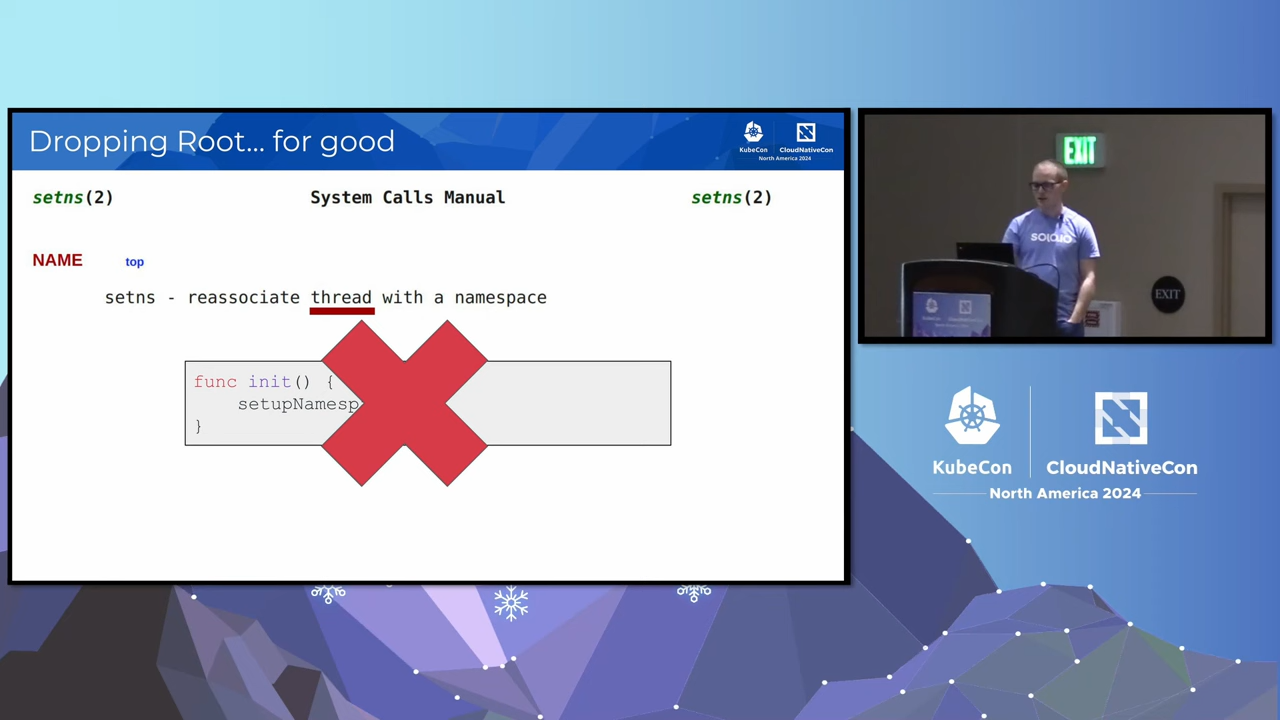 Dropping Root... for good
KubeCon
CloudNativeCon
North America 2024
setns(2)
System Calls Manual
setns(2)
NAME
top
setns - reassociate thread with a namespace
func init() {
setupNamesp
}
EXIT
SOLO.IO
EXIT
KubeCon
CloudNativeCon
North America 2024